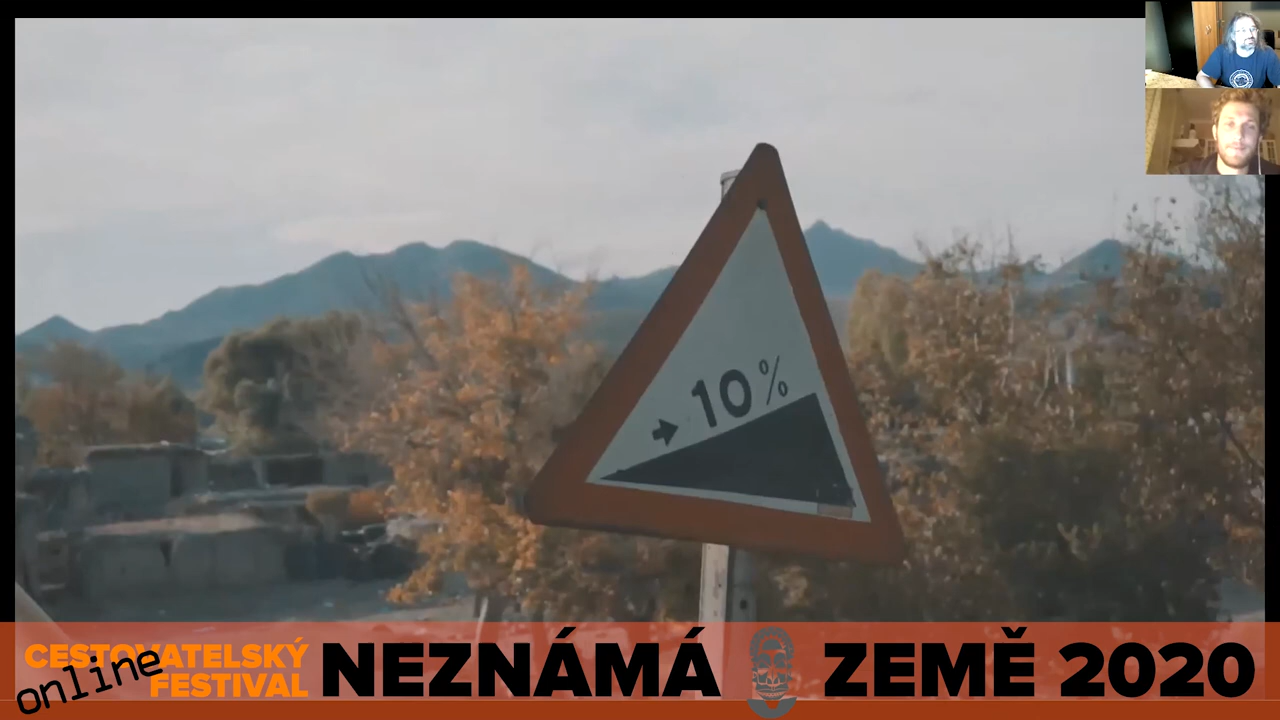 10%
CESTOVATELSKÝ
FESTIVAL
online
NEZNÁMÁ ZEMĚ 2020